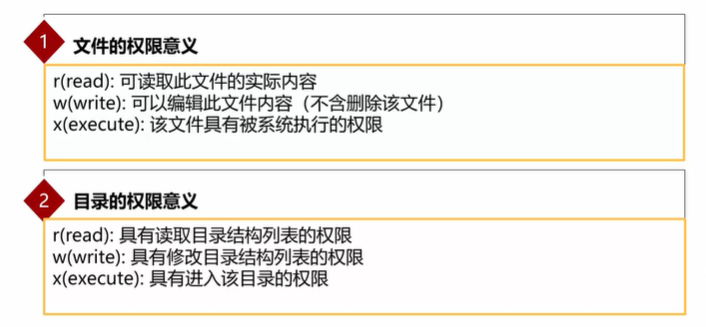 1
文件的权限意义
r(read): 可读取此文件的实际内容
w(write): 可以编辑此文件内容（不含删除该文件）
x(execute): 该文件具有被系统执行的权限
2
目录的权限意义
r(read): 具有读取目录结构列表的权限
w(write): 具有修改目录结构列表的权限
x(execute): 具有进入该目录的权限